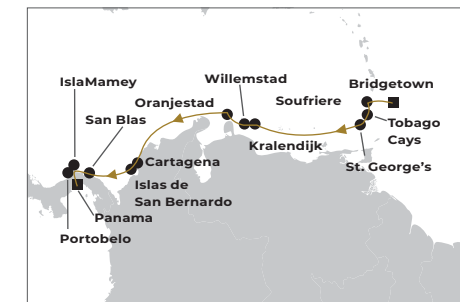 IslaMamey
Willemstad
Bridgetown
Oranjestad
Soufriere
San Blas
Tobago
Cays
Kralendijk
Cartagena
St. George's
Islas de
San Bernardo
Panama
Portobelo